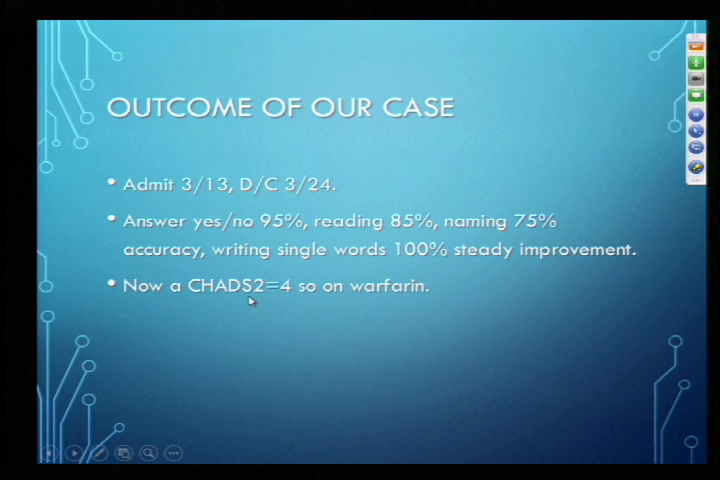 OUTCOME OF OUR CASE
• Admit 3/13, D/C 3/24.
• Answer yes/no 95%, reading 85%, naming 75%
accuracy, writing single words 100% steady improvement.
• Now a CHADS2=4 so on warfarin.